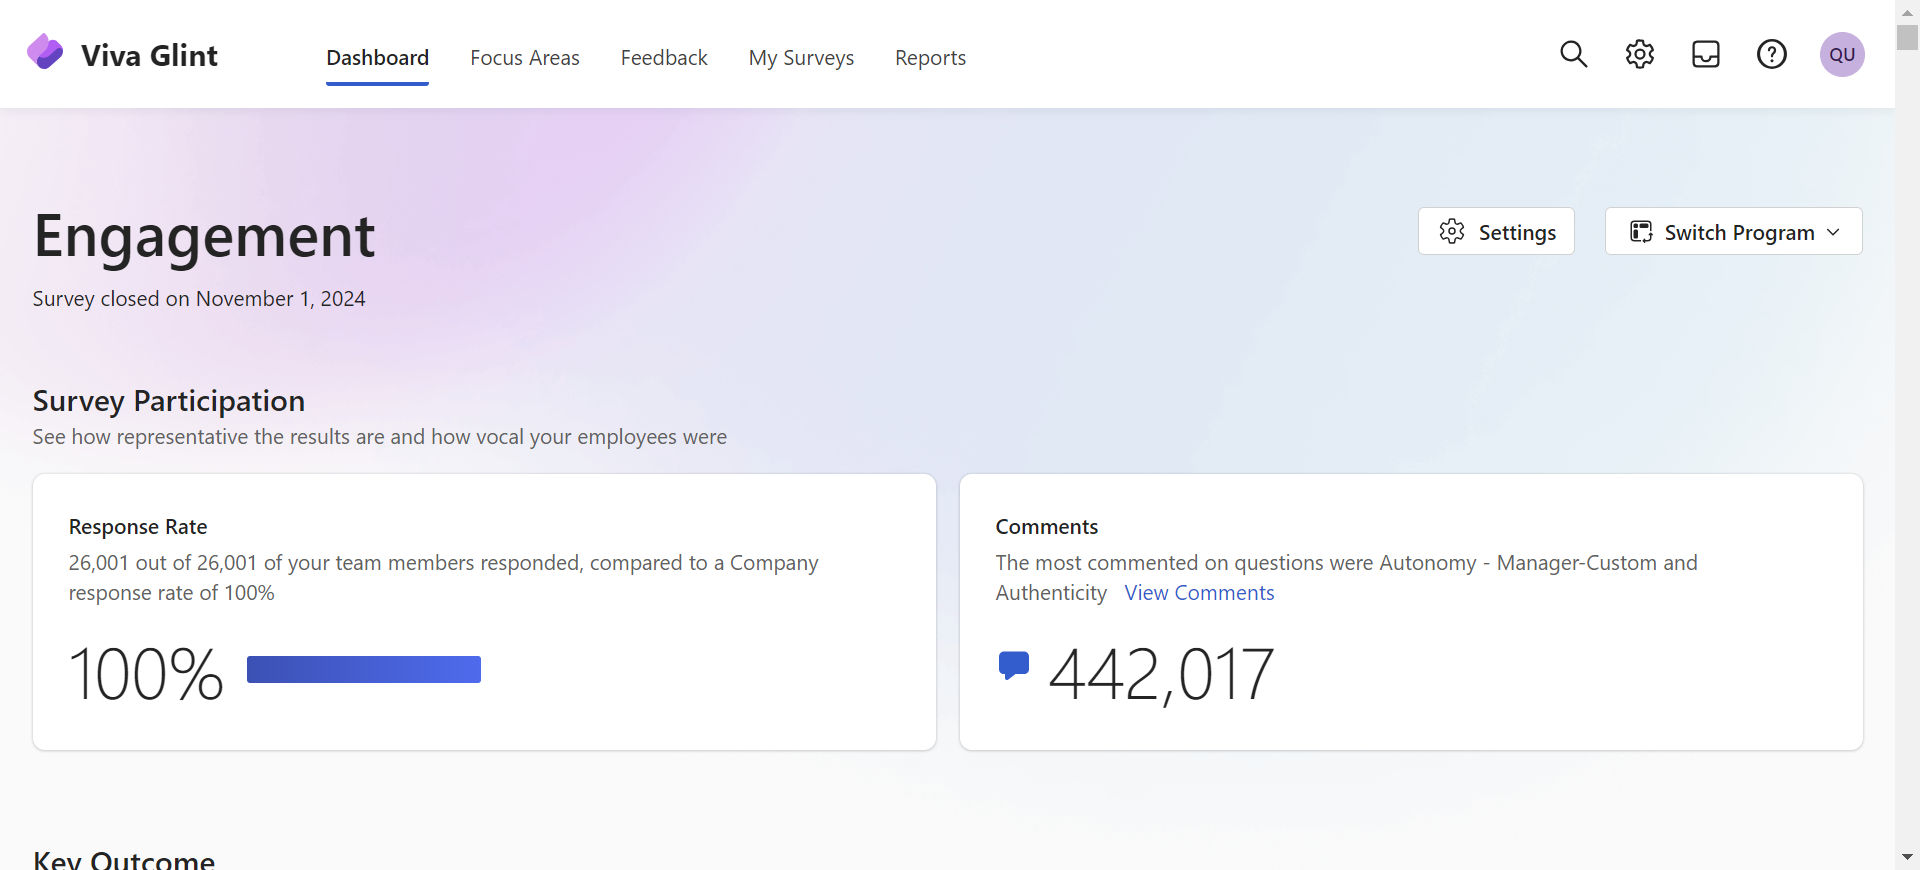 Viva Glint
Dashboard
Focus Areas
Feedback
My Surveys
Reports
QU
Engagement
Settings
Switch Program
Survey closed on November 1, 2024
Survey Participation
See how representative the results are and how vocal your employees were
Response Rate
26,001 out of 26,001 of your team members responded, compared to a Company
response rate of 100%
100%
Comments
The most commented on questions were Autonomy - Manager-Custom and
Authenticity View Comments
442,017
Key Outcome